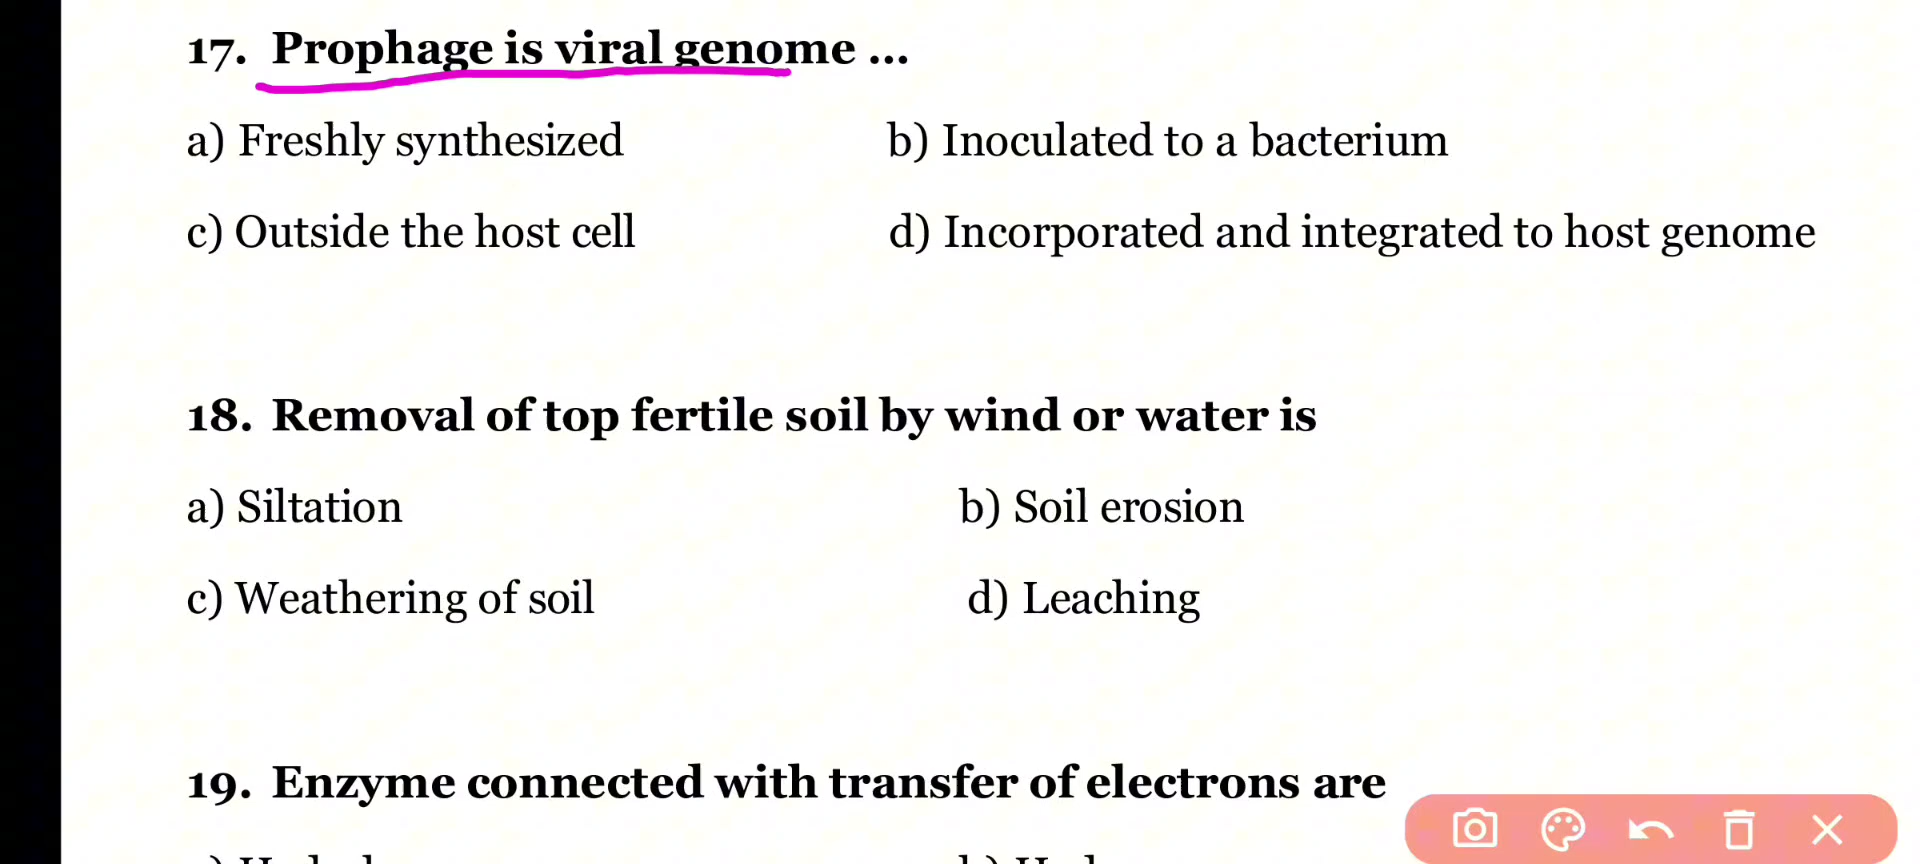 17. Prophage is viral genome ...
a) Freshly synthesized b) Inoculated to a bacterium
c) Outside the host cell d) Incorporated and integrated to host genome
18. Removal of top fertile soil by wind or water is
a) Siltation b) Soil erosion
c) Weathering of soil d) Leaching
19. Enzyme connected with transfer of electrons are